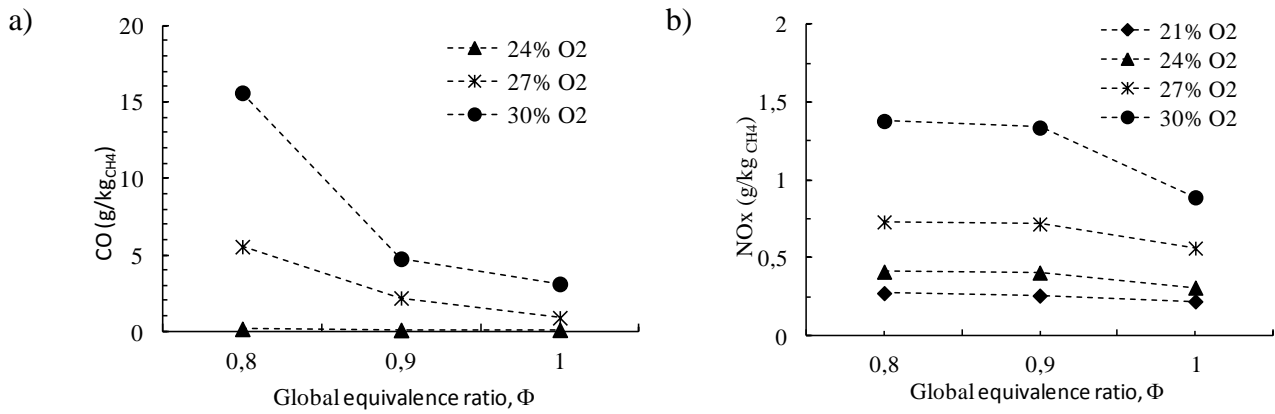 a)
20
15
10
5
0
CO (g/kgCH4)
24% O2
27% O2
30% O2
0,8
0,9
1
Global equivalence ratio, Φ
b)
2
1,5
1
0,5
0
NOx (g/kg CH4)
21% O2
24% O2
27% O2
30% O2
0,8
0,9
1
Global equivalence ratio, Φ